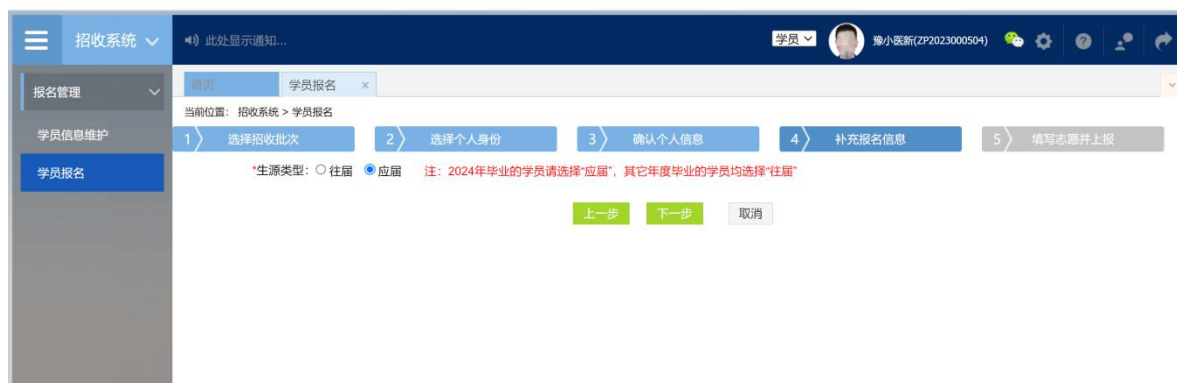 招收系统
此处显示通知...
学员
豫小医新(ZP2023000504)
报名管理
首页
学员报名 ×
当前位置: 招收系统 > 学员报名
学员信息维护
学员报名
1 选择招收批次
2 选择个人身份
3 确认个人信息
4 补充报名信息
5 填写志愿并上报
*生源类型: 往届 应届 注: 2024年毕业的学员请选择“应届”, 其它年度毕业的学员均选择“往届”
上一步 下一步 取消